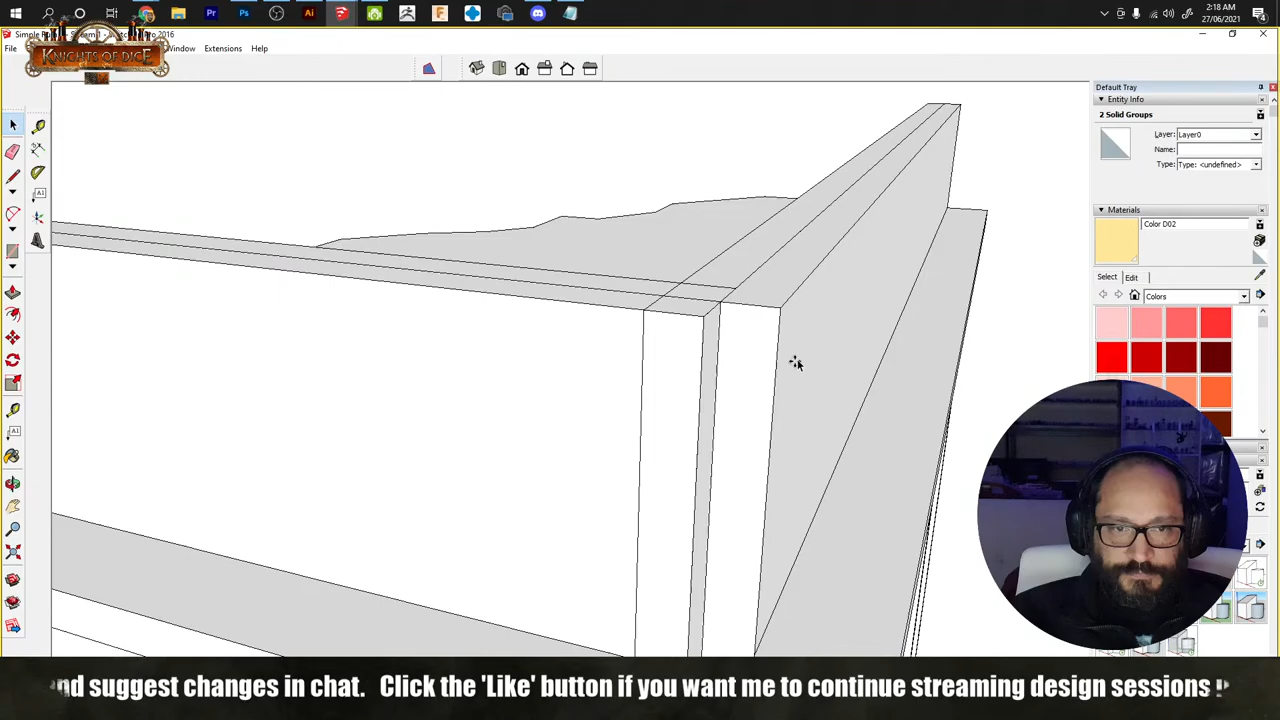 2:18 AM
27/06/2021
KNIGHTS OF DICE
File
Window
Extensions
Help
Default Tray
Entity Info
2 Solid Groups
Layer:
Layer0
Name:
Type:
Type: <undefined>
Materials
Color D02
Select
Edit
Colors
nd suggest changes in chat. Click the 'Like' button if you want me to continue streaming design sessions